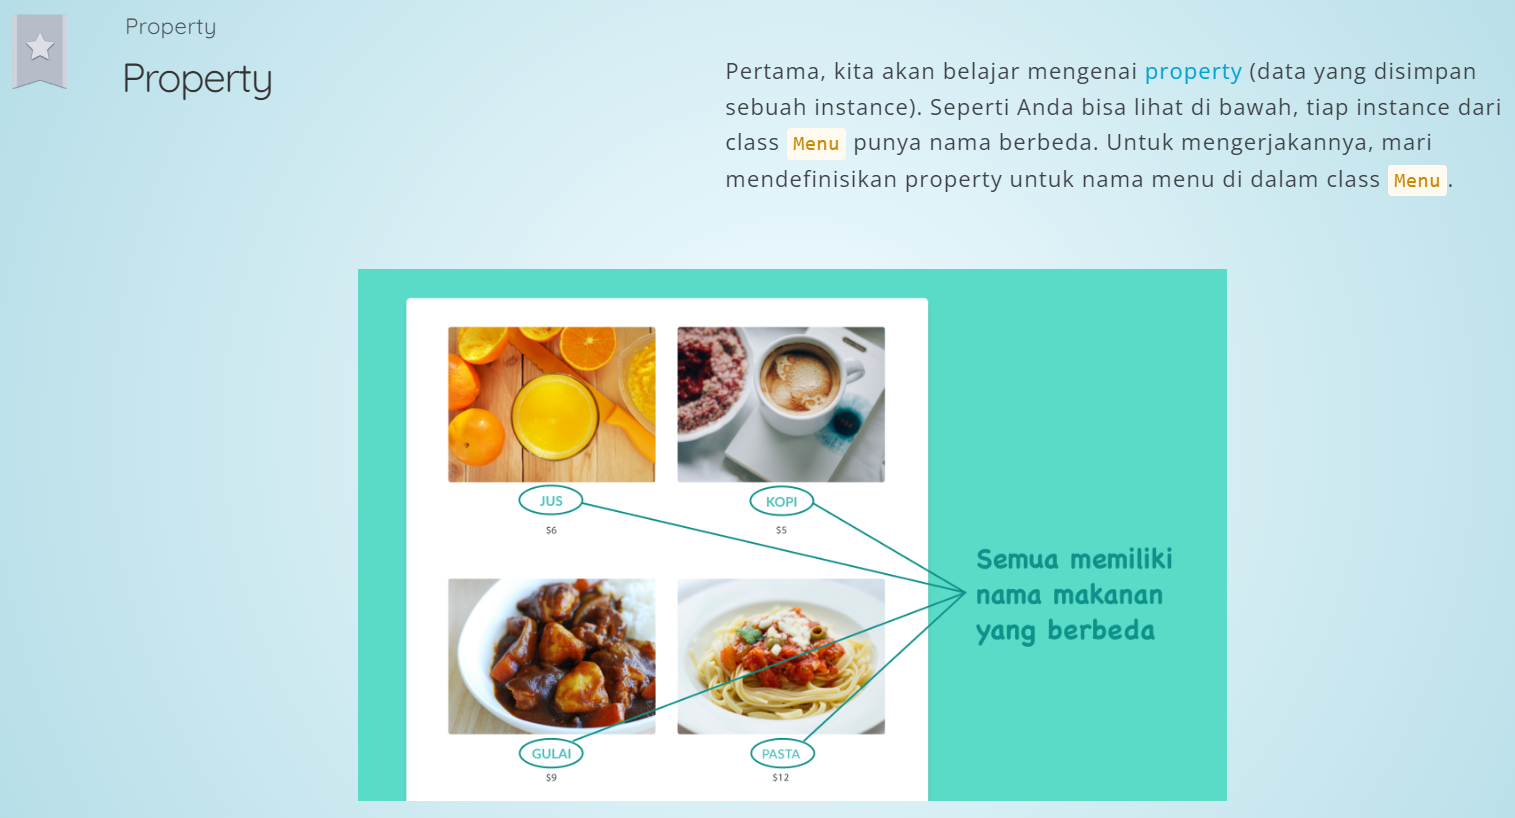 Property
Property
Pertama, kita akan belajar mengenai property (data yang disimpan
sebuah instance). Seperti Anda bisa lihat di bawah, tiap instance dari
class Menu punya nama berbeda. Untuk mengerjakannya, mari
mendefinisikan property untuk nama menu di dalam class Menu.
JUS
KOPI
$6
$5
Semua memiliki
nama makanan
yang berbeda
GULAI
PASTA
$9
$12